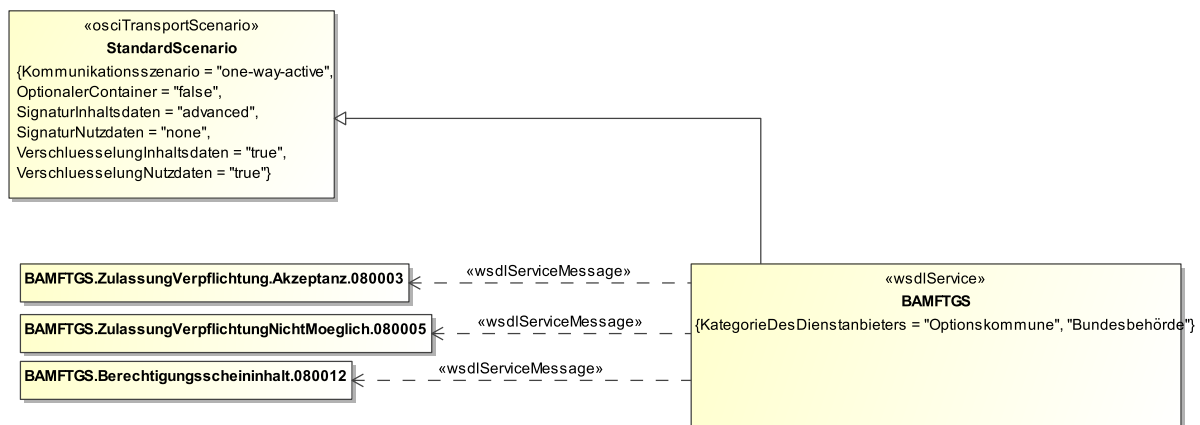 «osciTransportScenario»
StandardScenario
{Kommunikationsszenario = "one-way-active",
OptionalerContainer = "false",
SignaturInhaltsdaten = "advanced",
SignaturNutzdaten = "none",
VerschluesselungInhaltsdaten = "true",
VerschluesselungNutzdaten = "true"}
BAMFTGS.ZulassungVerpflichtung.Akzeptanz.080003
«wsdlServiceMessage»
BAMFTGS.ZulassungVerpflichtungNichtMoeglich.080005
«wsdlServiceMessage»
BAMFTGS.Berechtigungsscheininhalt.080012
«wsdlServiceMessage»
«wsdlService»
BAMFTGS
{KategorieDesDienstanbieters = "Optionskommune", "Bundesbehörde"}